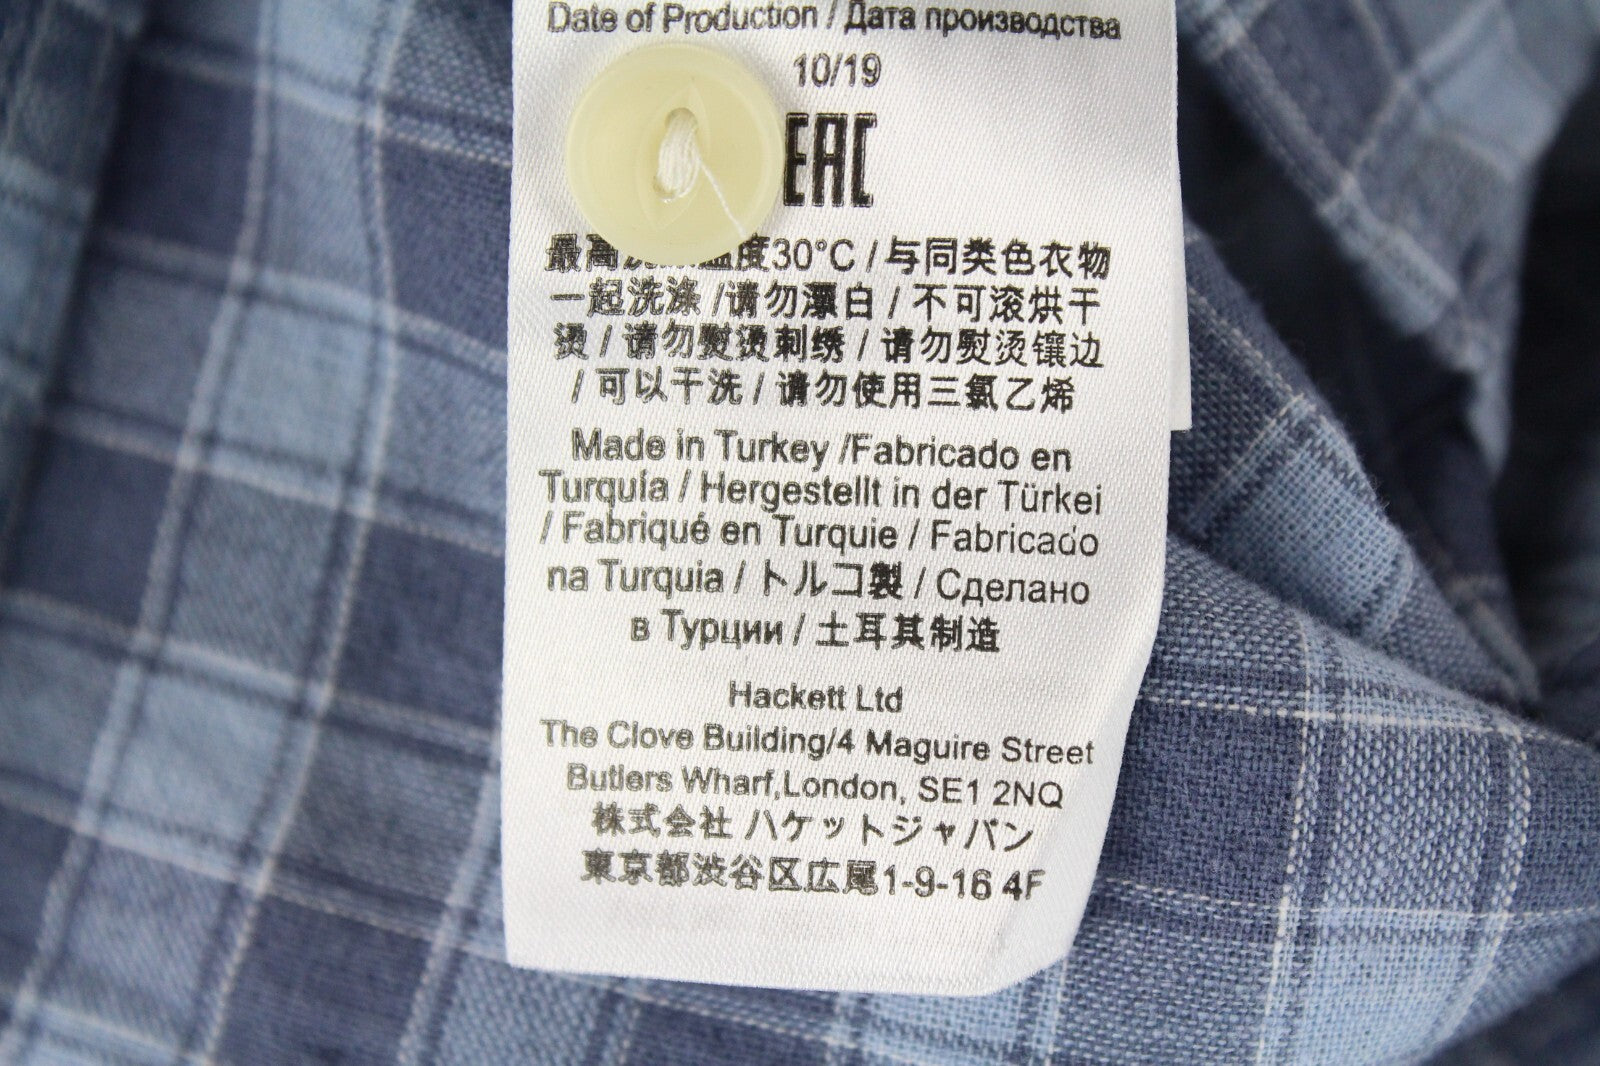 Date of Production / Дата производства
10/19
EAC
最高 温度30°C / 与同类色衣物
一起洗涤 /请勿漂白 / 不可滚烘干
烫 / 请勿熨烫刺绣 / 请勿熨烫镶边
/ 可以干洗 / 请勿使用三氯乙烯
Made in Turkey /Fabricado en
Turquía / Hergestellt in der Türkei
/ Fabriqué en Turquie / Fabricado
na Turquia / トルコ製 / Сделано
в Турции / 土耳其制造
Hackett Ltd
The Clove Building/4 Maguire Street
Butlers Wharf,London, SE1 2NQ
株式会社 ハケットジャパン
東京都渋谷区広尾1-9-16 4F